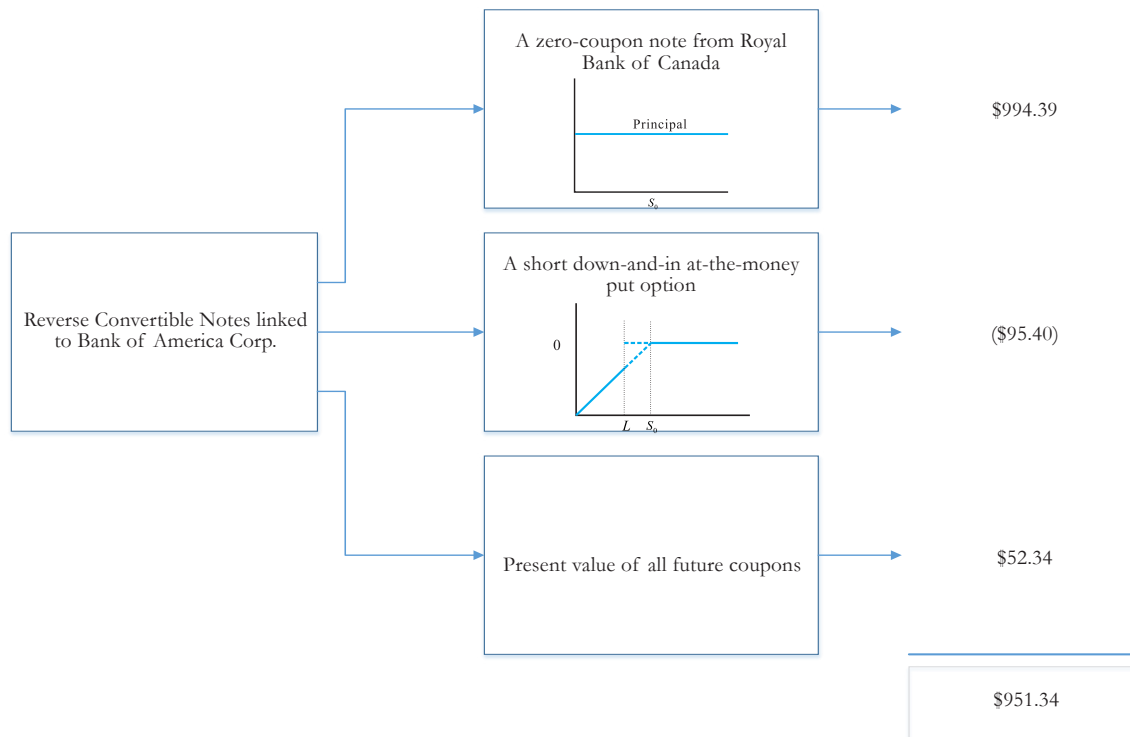 A zero-coupon note from Royal
Bank of Canada
Principal
S₀
$994.39
Reverse Convertible Notes linked
to Bank of America Corp.
A short down-and-in at-the-money
put option
0
L S₀
($95.40)
Present value of all future coupons
$52.34
$951.34